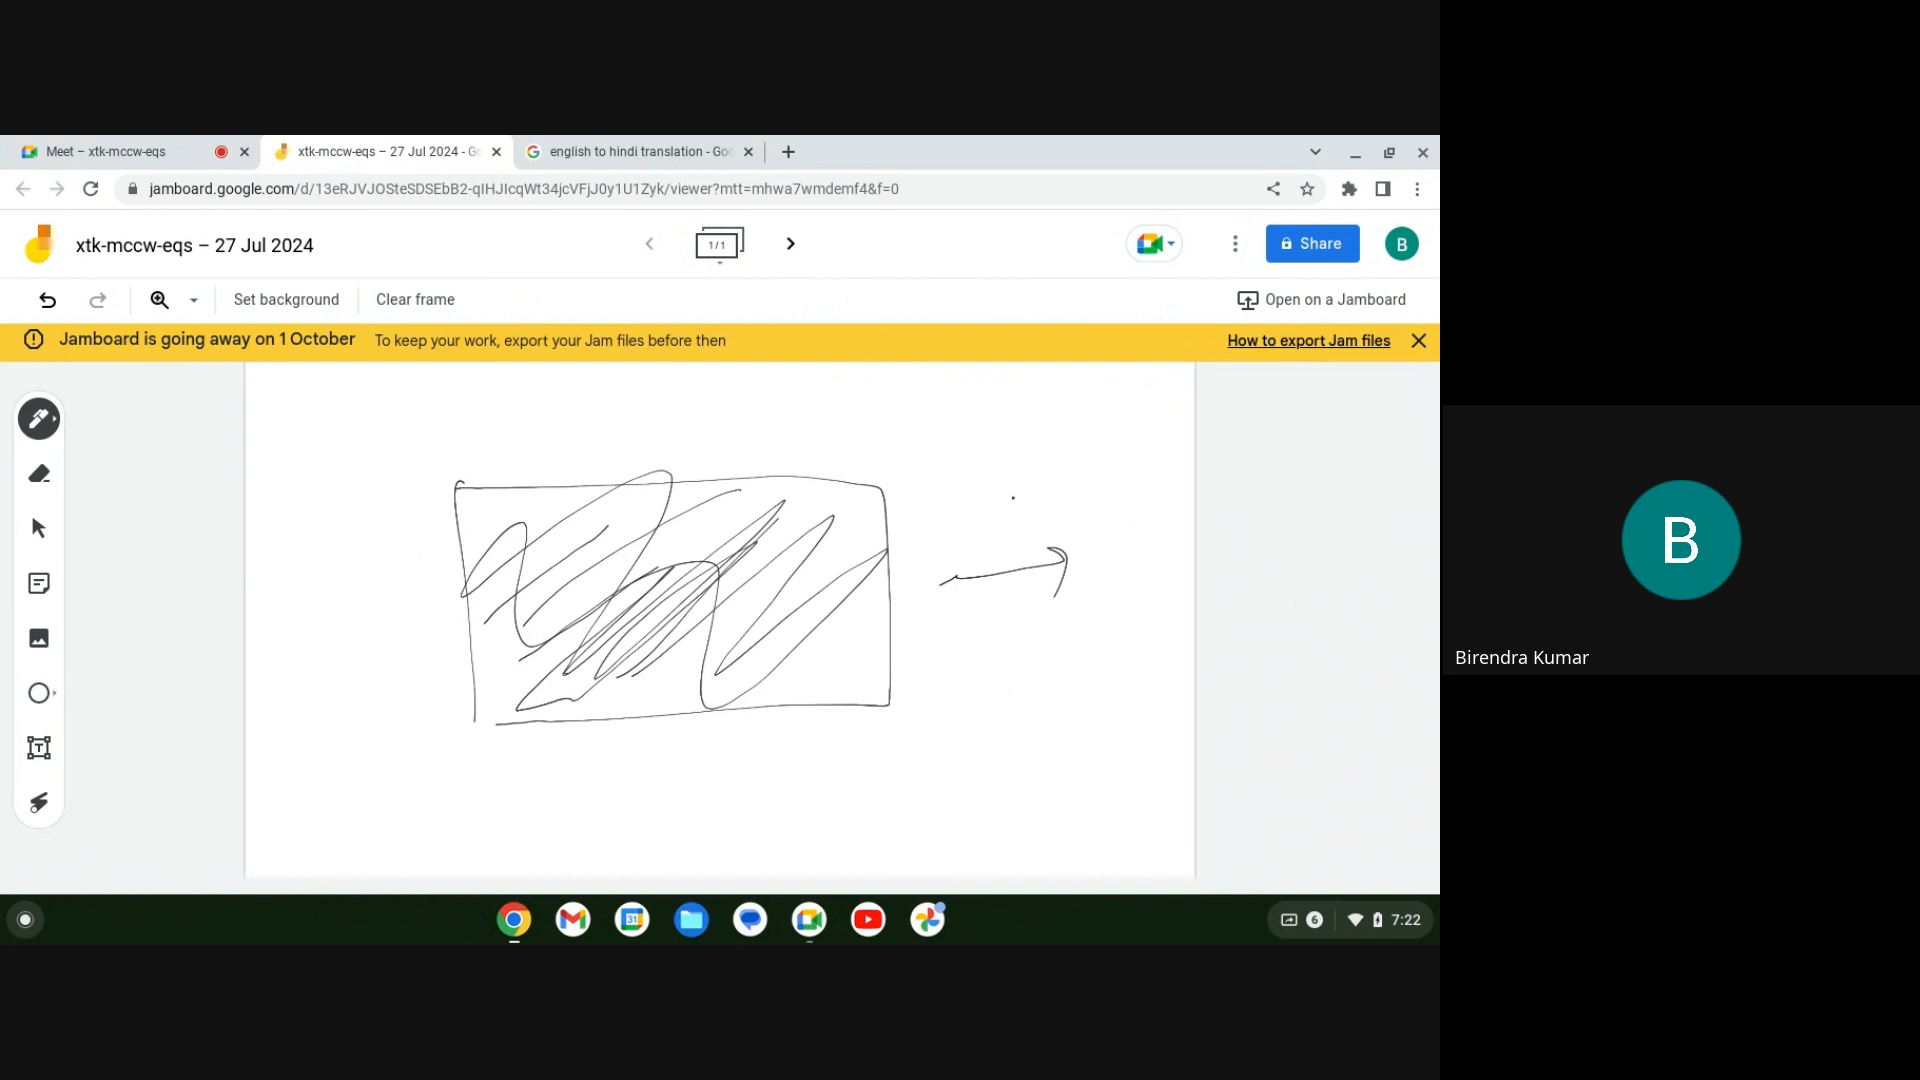 Meet – xtk-mccw-eqs
xtk-mccw-eqs – 27 Jul 2024 - Go
english to hindi translation - Goo
jamboard.google.com/d/13eRJVJOSteSDSEbB2-qIHJIcqWt34jcVFjJ0y1U1Zyk/viewer?mtt=mhwa7wmdemf4&f=0
xtk-mccw-eqs – 27 Jul 2024
1/1
Share
B
Set background
Clear frame
Open on a Jamboard
Jamboard is going away on 1 October
To keep your work, export your Jam files before then
How to export Jam files
B
Birendra Kumar
31
6
7:22